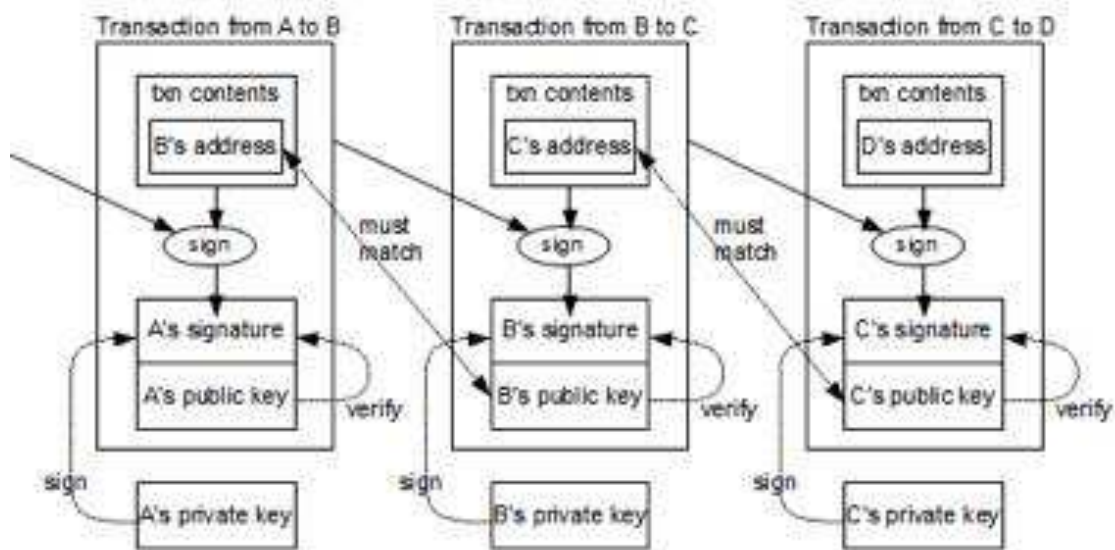 Transaction from A to B
txn contents
B's address
sign
A's signature
A's public key
verify
sign
A's private key
must
match
Transaction from B to C
txn contents
C's address
sign
B's signature
B's public key
verify
sign
B's private key
must
match
Transaction from C to D
txn contents
D's address
sign
C's signature
C's public key
verify
sign
C's private key